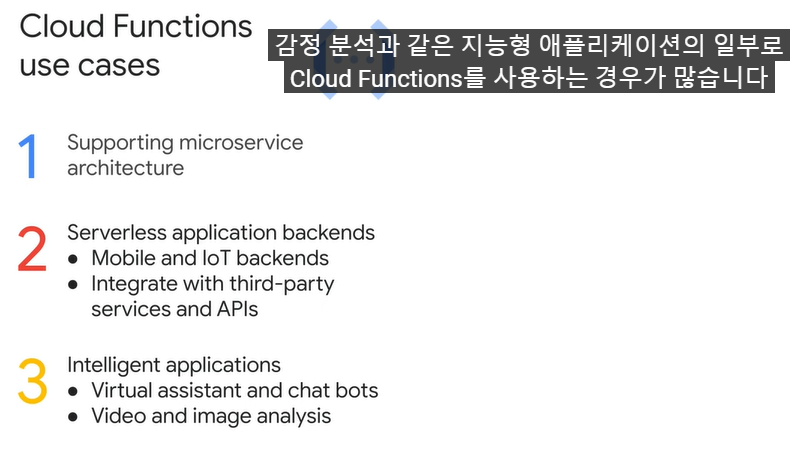 Cloud Functions
use cases
감정 분석과 같은 지능형 애플리케이션의 일부로
Cloud Functions를 사용하는 경우가 많습니다
1 Supporting microservice
architecture
2 Serverless application backends
● Mobile and IoT backends
● Integrate with third-party
services and APIs
3 Intelligent applications
● Virtual assistant and chat bots
● Video and image analysis